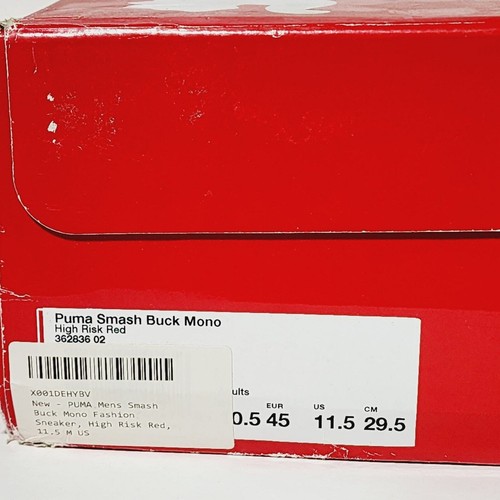 Puma Smash Buck Mono
High Risk Red
362836 02
X001DEHYBV
New - PUMA Mens Smash
Buck Mono Fashion
Sneaker, High Risk Red,
11.5 M US
ults
EUR US CM
0.5 45 11.5 29.5